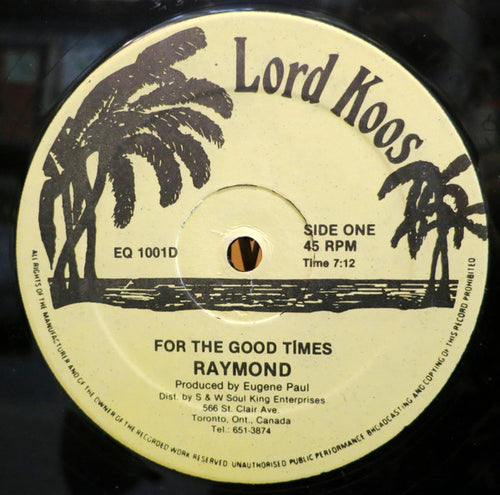 Lord Koos
EQ 1001D
SIDE ONE
45 RPM
Time 7:12
FOR THE GOOD TIMES
RAYMOND
Produced by Eugene Paul
Dist. by S & W Soul King Enterprises
566 St. Clair Ave.
Toronto, Ont., Canada
Tel.: 651-3874
ALL RIGHTS OF THE MANUFACTURER AND OF THE OWNER OF THE RECORDED WORK RESERVED UNAUTHORISED PUBLIC PERFORMANCE BHCADCASTING AND COPYING OF THIS RECORD PROHIBITED